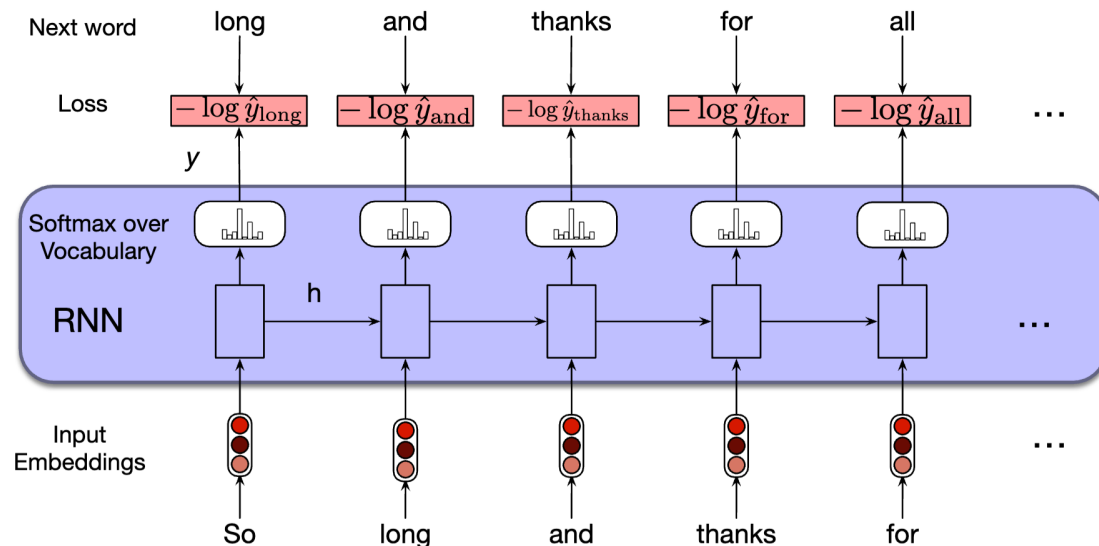 Next word long and thanks for all
Loss − log ŷ_long − log ŷ_and − log ŷ_thanks − log ŷ_for − log ŷ_all ...
y
Softmax over
Vocabulary
h
RNN ...
Input
Embeddings ...
So long and thanks for